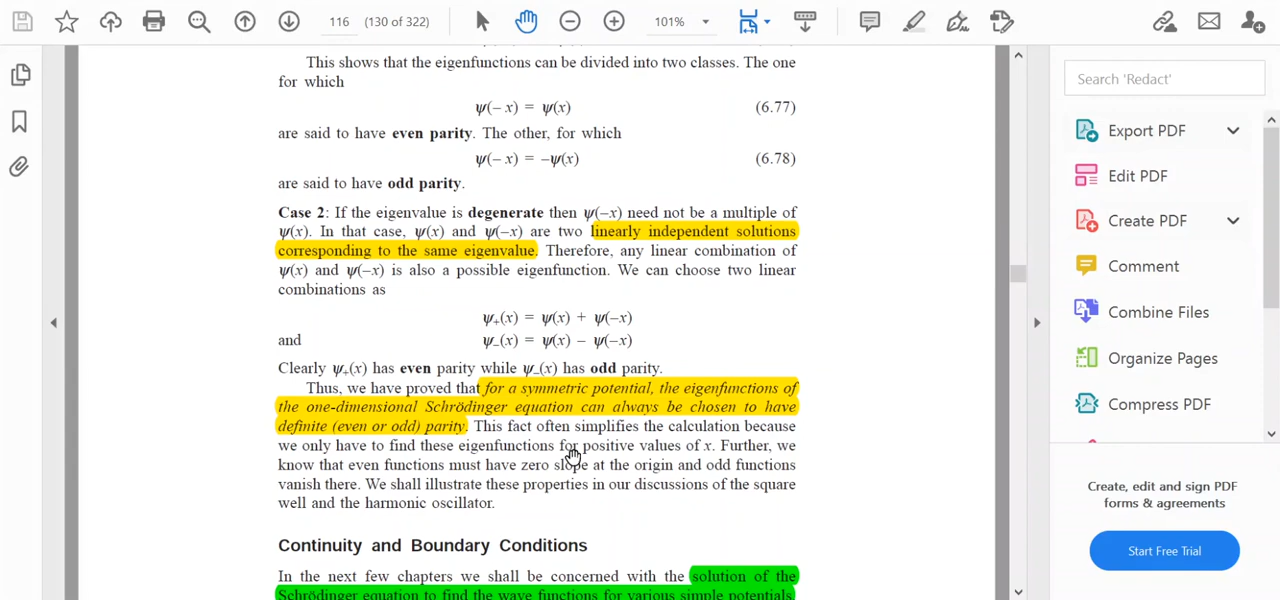 116 (130 of 322) 101%
This shows that the eigenfunctions can be divided into two classes. The one
for which
ψ(– x) = ψ(x) (6.77)
are said to have even parity. The other, for which
ψ(– x) = –ψ(x) (6.78)
are said to have odd parity.
Case 2: If the eigenvalue is degenerate then ψ(–x) need not be a multiple of
ψ(x). In that case, ψ(x) and ψ(–x) are two linearly independent solutions
corresponding to the same eigenvalue. Therefore, any linear combination of
ψ(x) and ψ(–x) is also a possible eigenfunction. We can choose two linear
combinations as
ψ₊(x) = ψ(x) + ψ(–x)
and ψ₋(x) = ψ(x) – ψ(–x)
Clearly ψ₊(x) has even parity while ψ₋(x) has odd parity.
Thus, we have proved that for a symmetric potential, the eigenfunctions of
the one-dimensional Schrödinger equation can always be chosen to have
definite (even or odd) parity. This fact often simplifies the calculation because
we only have to find these eigenfunctions for positive values of x. Further, we
know that even functions must have zero slope at the origin and odd functions
vanish there. We shall illustrate these properties in our discussions of the square
well and the harmonic oscillator.
Continuity and Boundary Conditions
In the next few chapters we shall be concerned with the solution of the
Schrödinger equation to find the wave functions for various simple potentials.
Search 'Redact'
Export PDF
Edit PDF
Create PDF
Comment
Combine Files
Organize Pages
Compress PDF
Create, edit and sign PDF
forms & agreements
Start Free Trial